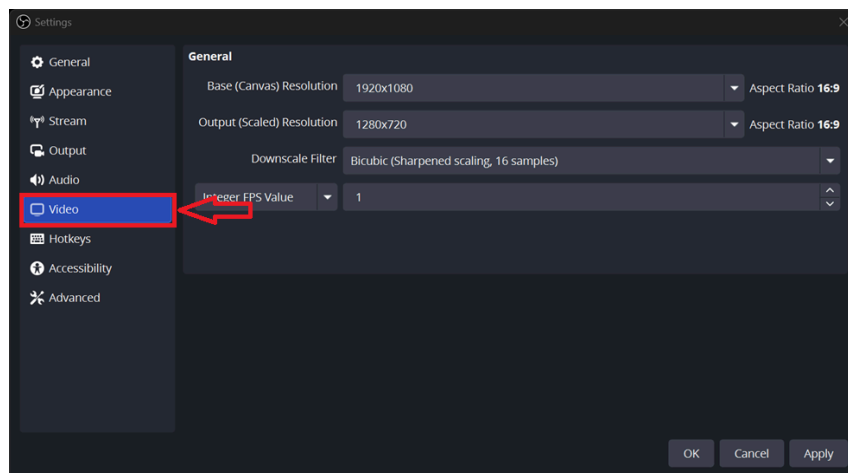 Settings
General
Appearance
Stream
Output
Audio
Video
Hotkeys
Accessibility
Advanced
General
Base (Canvas) Resolution 1920x1080 Aspect Ratio 16:9
Output (Scaled) Resolution 1280x720 Aspect Ratio 16:9
Downscale Filter Bicubic (Sharpened scaling, 16 samples)
Integer FPS Value 1
OK Cancel Apply